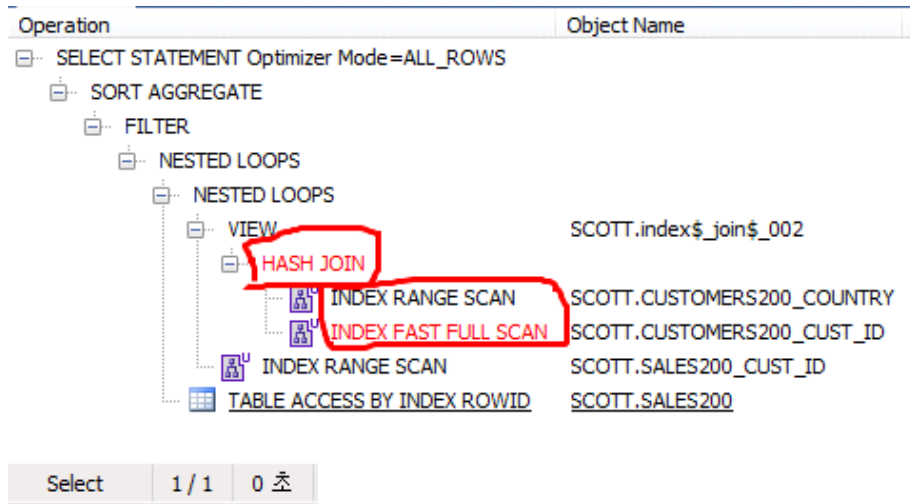 Operation Object Name
SELECT STATEMENT Optimizer Mode=ALL_ROWS
SORT AGGREGATE
FILTER
NESTED LOOPS
NESTED LOOPS
VIEW SCOTT.index$_join$_002
HASH JOIN
INDEX RANGE SCAN SCOTT.CUSTOMERS200_COUNTRY
INDEX FAST FULL SCAN SCOTT.CUSTOMERS200_CUST_ID
INDEX RANGE SCAN SCOTT.SALES200_CUST_ID
TABLE ACCESS BY INDEX ROWID SCOTT.SALES200
Select 1 / 1 0 초